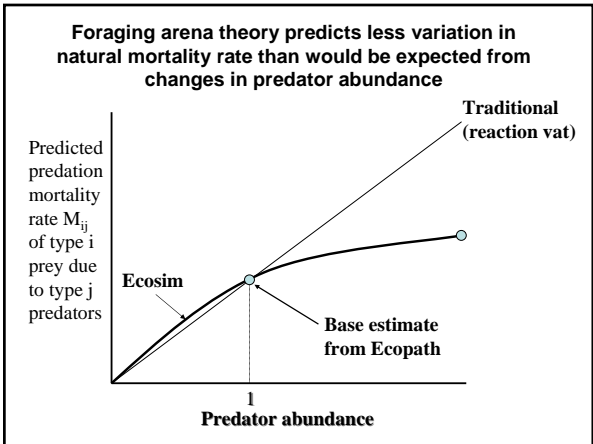 Foraging arena theory predicts less variation in
natural mortality rate than would be expected from
changes in predator abundance
Traditional
(reaction vat)
Predicted
predation
mortality
rate Mij
of type i
prey due
to type j
predators
Ecosim
Base estimate
from Ecopath
1
Predator abundance